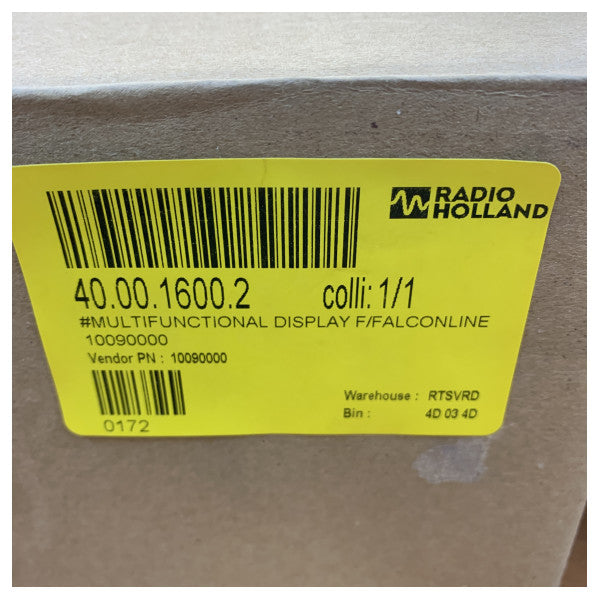 RADIO
HOLLAND
40.00.1600.2 colli: 1/1
#MULTIFUNCTIONAL DISPLAY F/FALCONLINE
10090000
Vendor PN : 10090000
0172
Warehouse : RTSVRD
Bin : 4D 03 4D